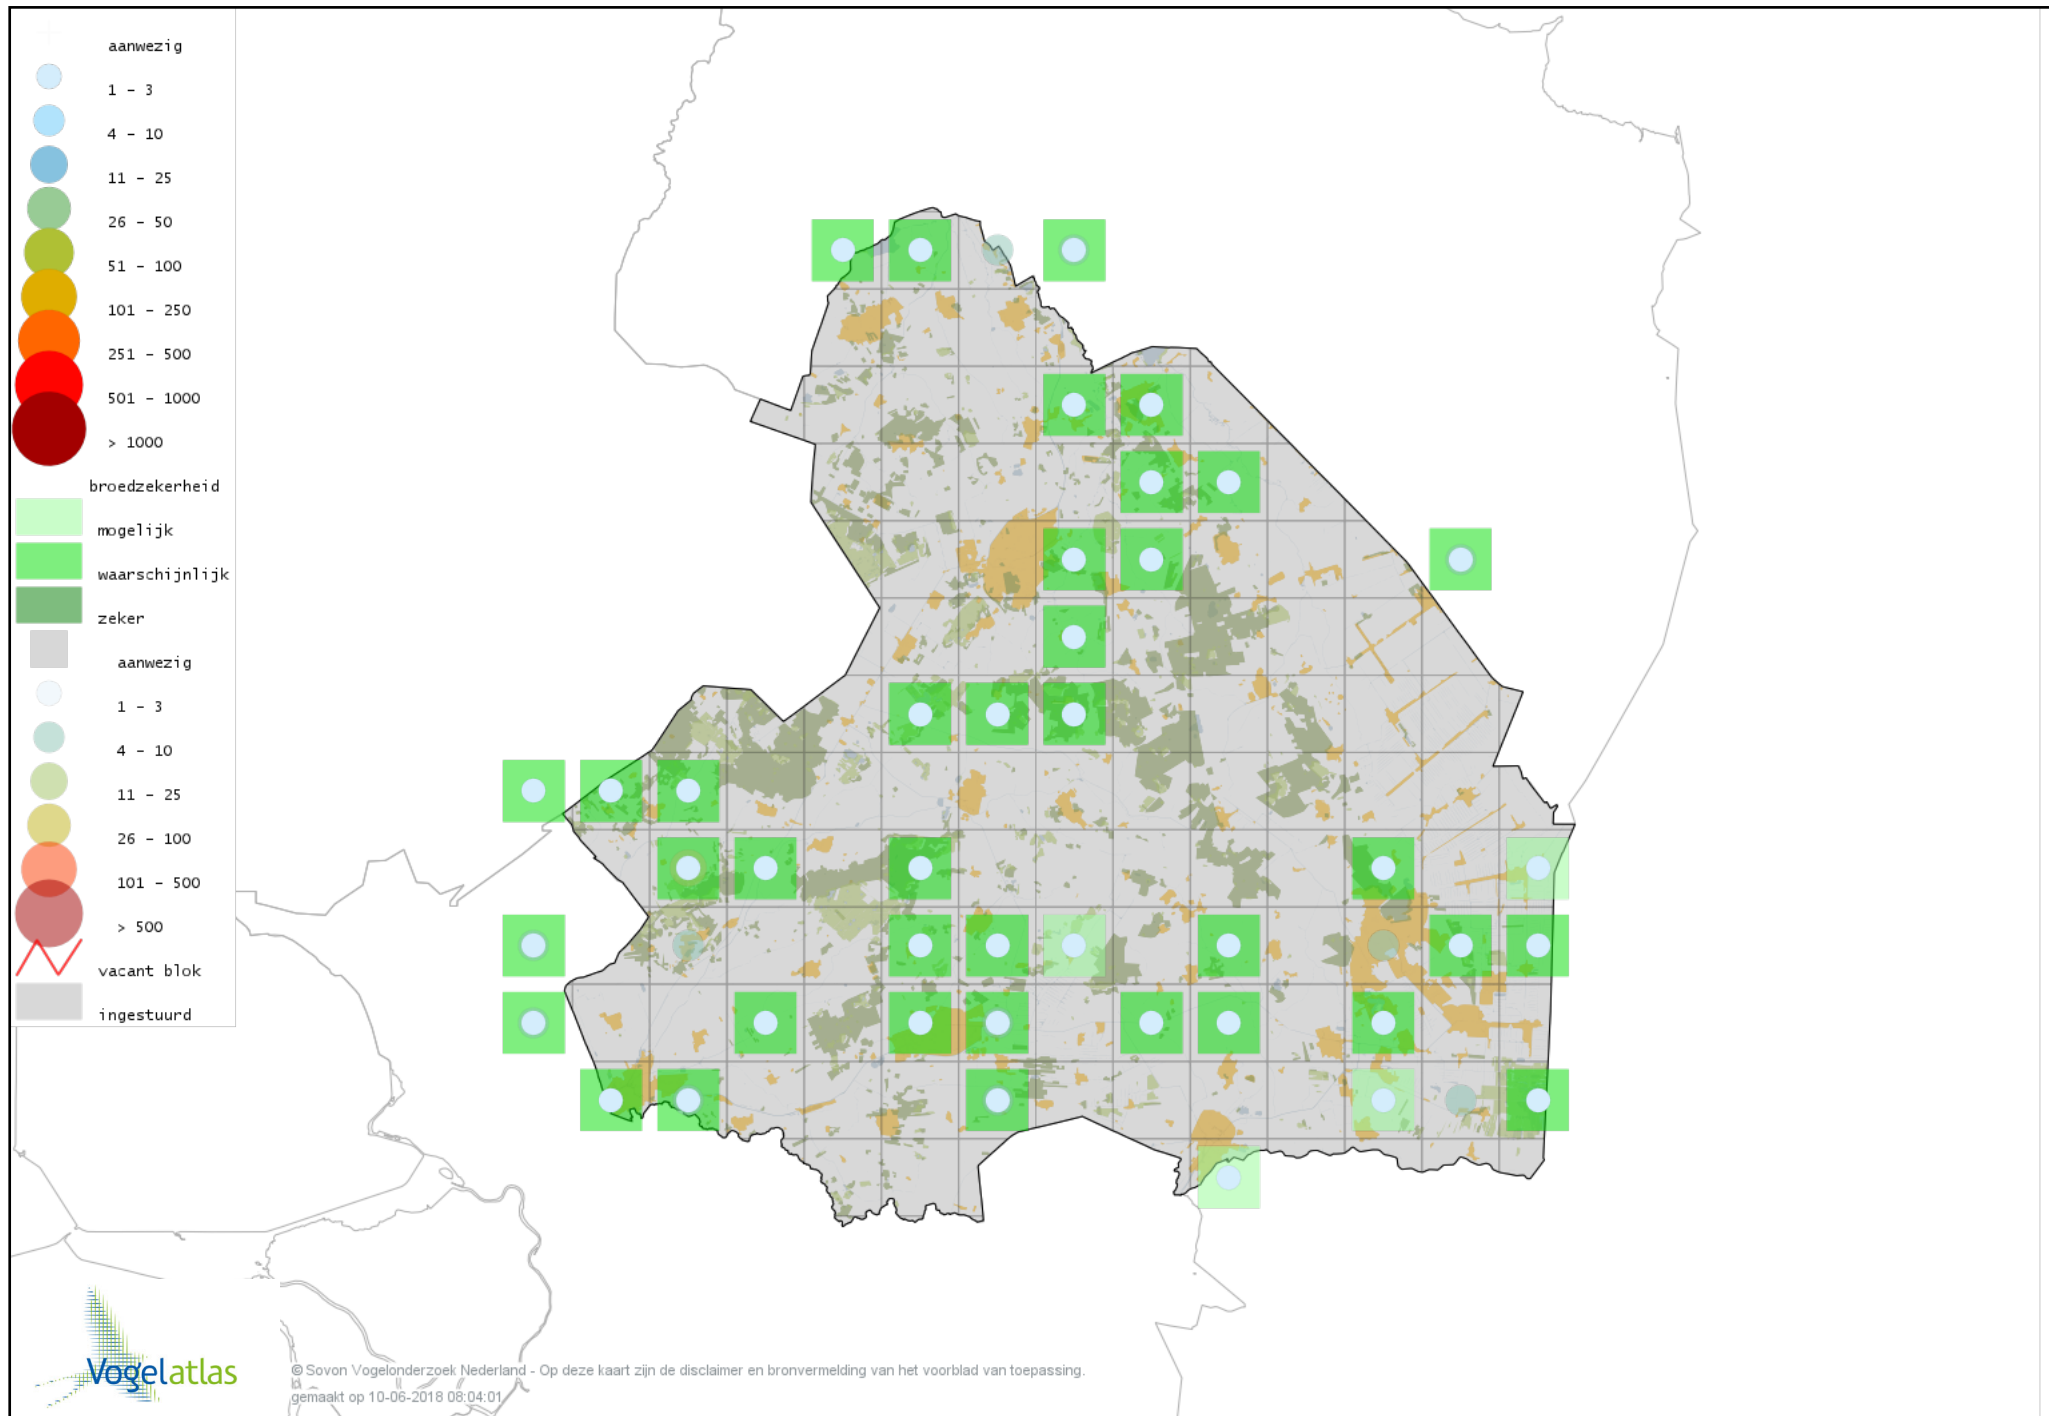 aanwezig
1 - 3
4 - 10
11 - 25
26 - 50
51 - 100
101 - 250
251 - 500
501 - 1000
> 1000
broedzekerheid
mogelijk
waarschijnlijk
zeker
aanwezig
1 - 3
4 - 10
11 - 25
26 - 100
101 - 500
> 500
vacant blok
ingestuurd
Vogelatlas
© Sovon Vogelonderzoek Nederland - Op deze kaart zijn de disclaimer en bronvermelding van het voorblad van toepassing.
gemaakt op 10-06-2018 08:04:01